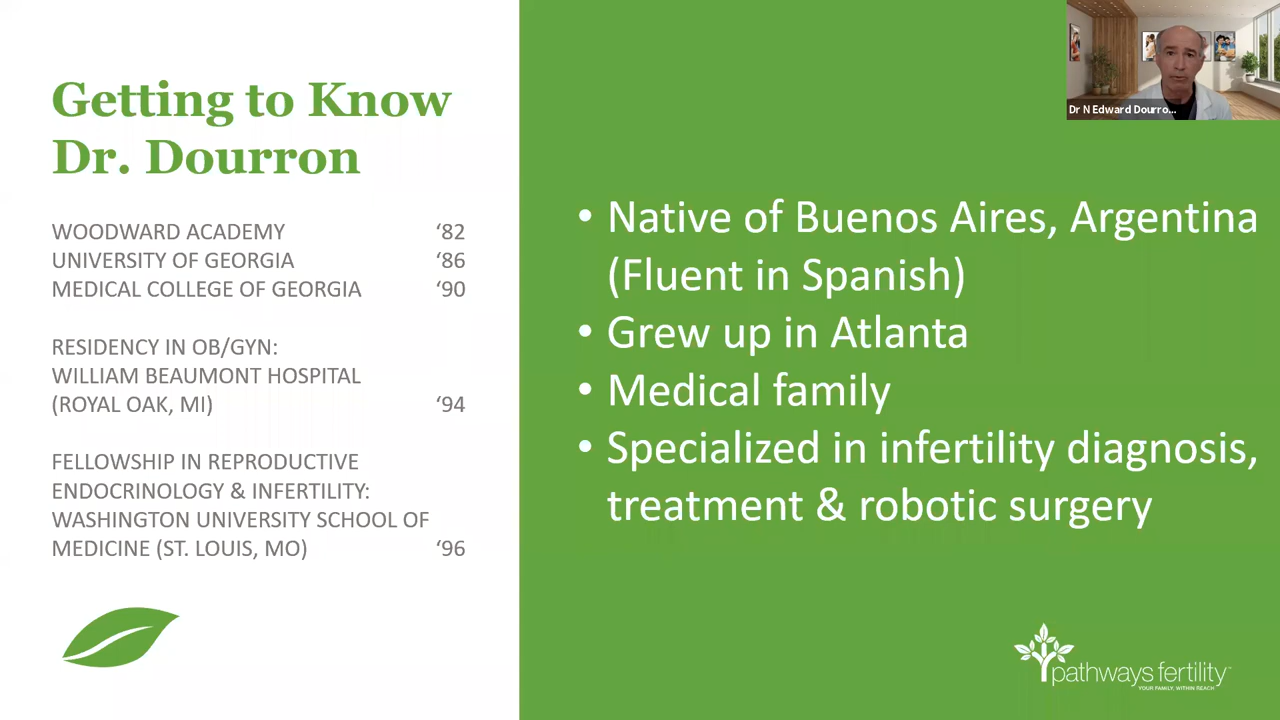 Getting to Know
Dr. Dourron
WOODWARD ACADEMY ‘82
UNIVERSITY OF GEORGIA ‘86
MEDICAL COLLEGE OF GEORGIA ‘90
RESIDENCY IN OB/GYN:
WILLIAM BEAUMONT HOSPITAL
(ROYAL OAK, MI) ‘94
FELLOWSHIP IN REPRODUCTIVE
ENDOCRINOLOGY & INFERTILITY:
WASHINGTON UNIVERSITY SCHOOL OF
MEDICINE (ST. LOUIS, MO) ‘96
Dr N Edward Dourro...
• Native of Buenos Aires, Argentina
(Fluent in Spanish)
• Grew up in Atlanta
• Medical family
• Specialized in infertility diagnosis,
treatment & robotic surgery
pathways fertility™
YOUR FAMILY, WITHIN REACH